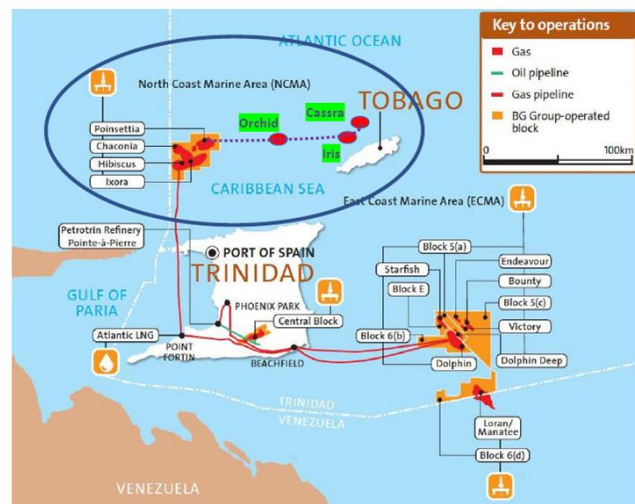 ATLANTIC OCEAN
Key to operations
Gas
Oil pipeline
Gas pipeline
BG Group-operated
block
0
100km
North Coast Marine Area (NCMA)
Cassra
Orchid
TOBAGO
Iris
Poinsettia
Chaconia
Hibiscus
Ixora
CARIBBEAN SEA
East Coast Marine Area (ECMA)
Petrotrin Refinery
Pointe-à-Pierre
PORT OF SPAIN
TRINIDAD
GULF OF
PARIA
PHOENIX PARK
Central Block
Atlantic LNG
POINT
FORTIN
BEACHFIELD
Block 5(a)
Endeavour
Starfish
Bounty
Block E
Block 5(c)
Block 6(b)
Victory
Dolphin
Dolphin Deep
TRINIDAD
VENEZUELA
Loran/
Manatee
Block 6(d)
VENEZUELA